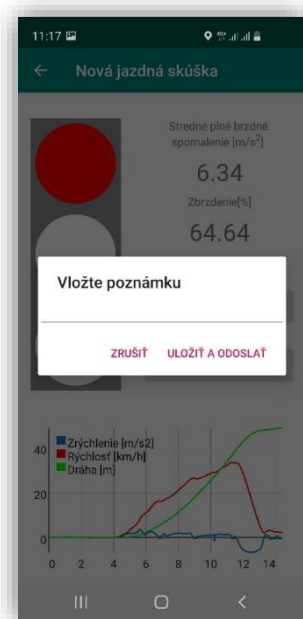 11:17
Nová jazdná skúška
Stredné plné brzdné
spomalenie [m/s²]
6.34
Zbrzdenie[%]
64.64
Vložte poznámku
ZRUŠIŤ ULOŽIŤ A ODOSLAŤ
Zrýchlenie [m/s2]
Rýchlosť [km/h]
Dráha [m]
40
20
0
0 2 4 6 8 10 12 14